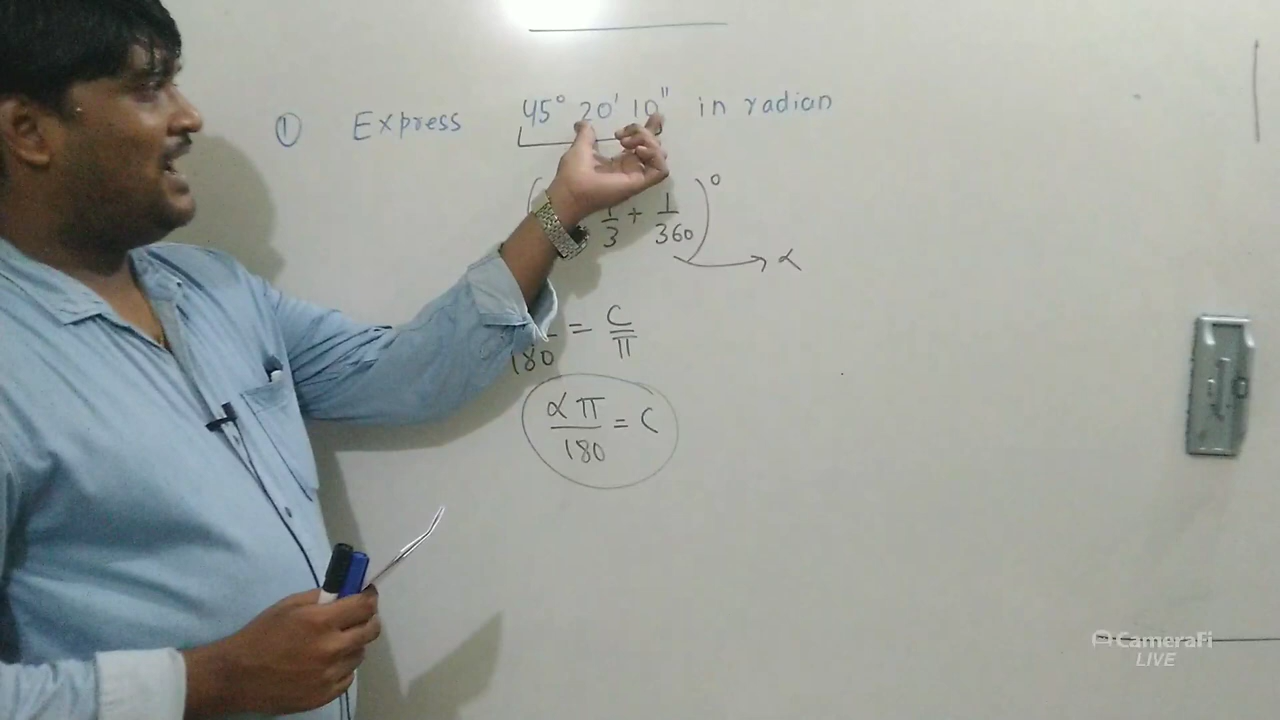 ① Express 45° 20' 10" in radian
( 1/3 + 1/360 )° → α
180 = C/π
απ/180 = C
CameraFi
LIVE